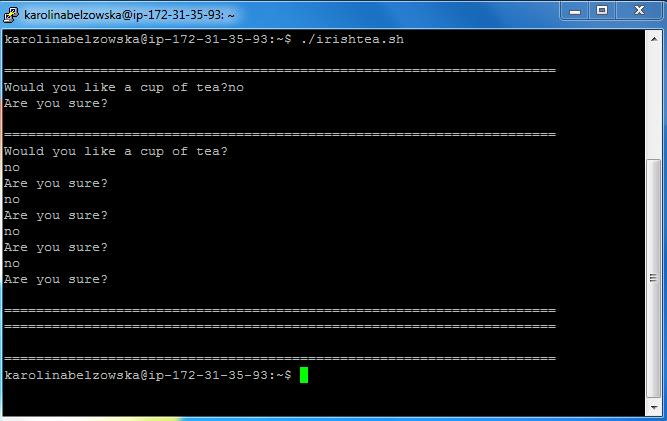 karolinabelzowska@ip-172-31-35-93: ~
karolinabelzowska@ip-172-31-35-93:~$ ./irishtea.sh
=====================================================================
Would you like a cup of tea?no
Are you sure?
=====================================================================
Would you like a cup of tea?
no
Are you sure?
no
Are you sure?
no
Are you sure?
no
Are you sure?
=====================================================================
=====================================================================
=====================================================================
karolinabelzowska@ip-172-31-35-93:~$